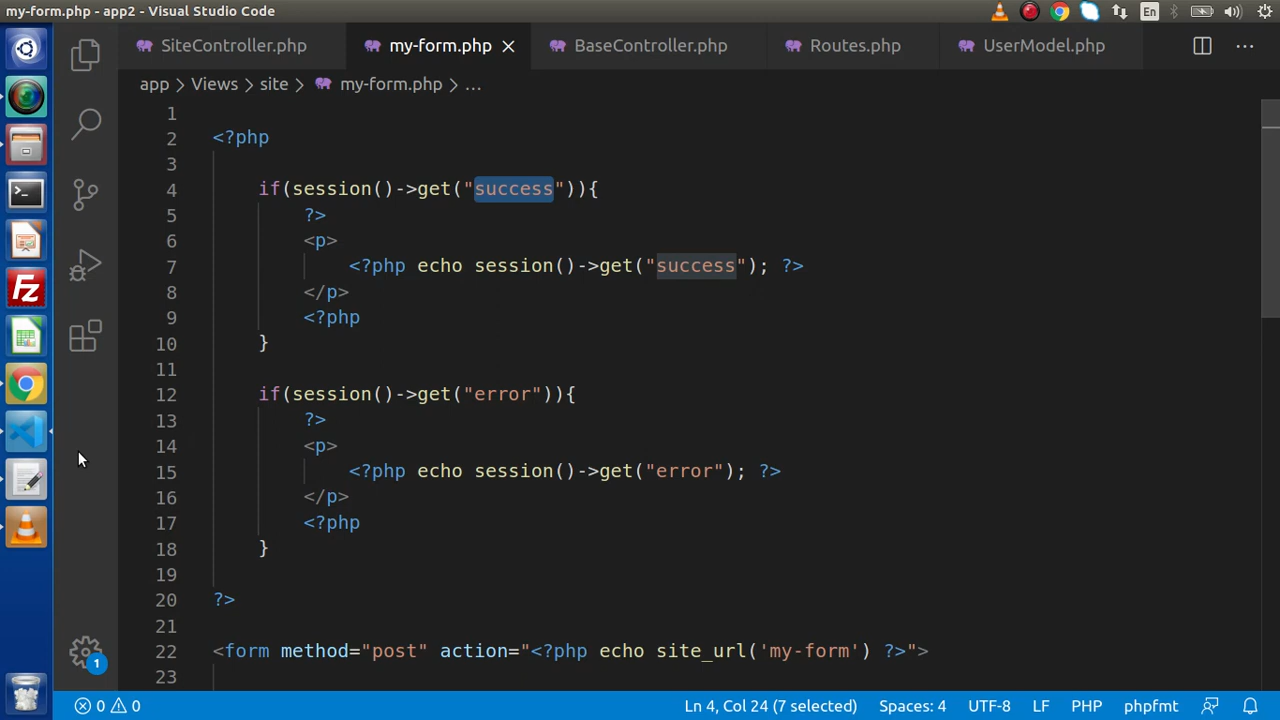 my-form.php - app2 - Visual Studio Code
En
SiteController.php
my-form.php
BaseController.php
Routes.php
UserModel.php
app > Views > site > my-form.php > …
1
2 <?php
3
4 if(session()->get("success")){
5 ?>
6 <p>
7 <?php echo session()->get("success"); ?>
8 </p>
9 <?php
10 }
11
12 if(session()->get("error")){
13 ?>
14 <p>
15 <?php echo session()->get("error"); ?>
16 </p>
17 <?php
18 }
19
20 ?>
21
22 <form method="post" action="<?php echo site_url('my-form') ?>">
23
Fz
1
0 0
Ln 4, Col 24 (7 selected)
Spaces: 4
UTF-8
LF
PHP
phpfmt